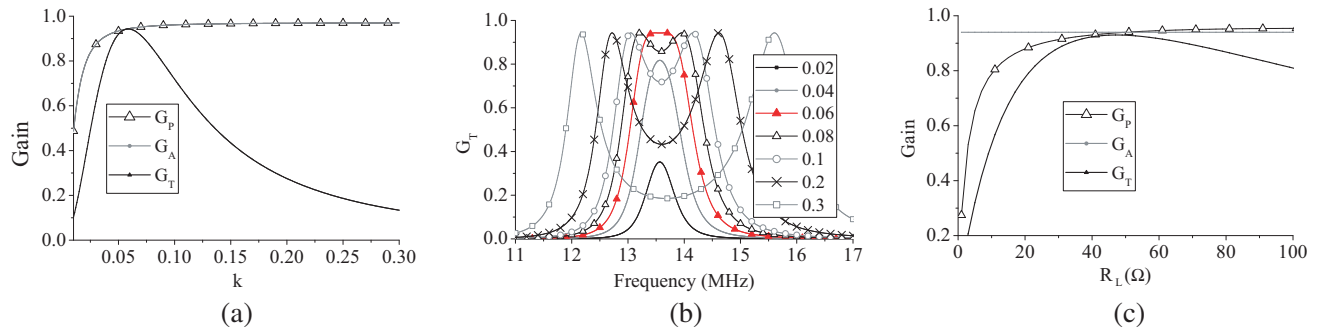 1.0
0.8
0.6
0.4
0.2
0.0
Gain
G_P
G_A
G_T
0.05 0.10 0.15 0.20 0.25 0.30
k
(a)
1.0
0.8
0.6
0.4
0.2
0.0
G_T
0.02
0.04
0.06
0.08
0.1
0.2
0.3
11 12 13 14 15 16 17
Frequency (MHz)
(b)
1.0
0.8
0.6
0.4
0.2
Gain
G_P
G_A
G_T
0 20 40 60 80 100
R_L(Ω)
(c)